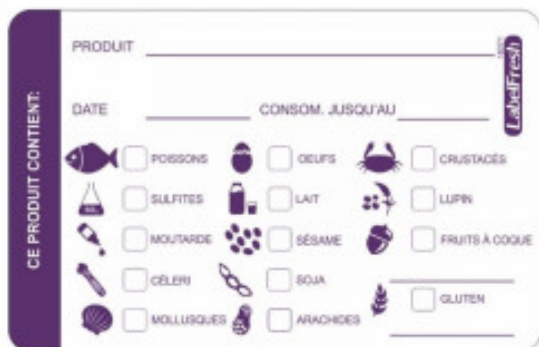 CE PRODUIT CONTIENT:
PRODUIT
DATE CONSOM. JUSQU'AU
LabelFresh
POISSONS OEUFS CRUSTACÉS
SULFITES LAIT LUPIN
MOUTARDE SÉSAME FRUITS À COQUE
CÉLERI SOJA
GLUTEN
MOLLUSQUES ARACHIDES